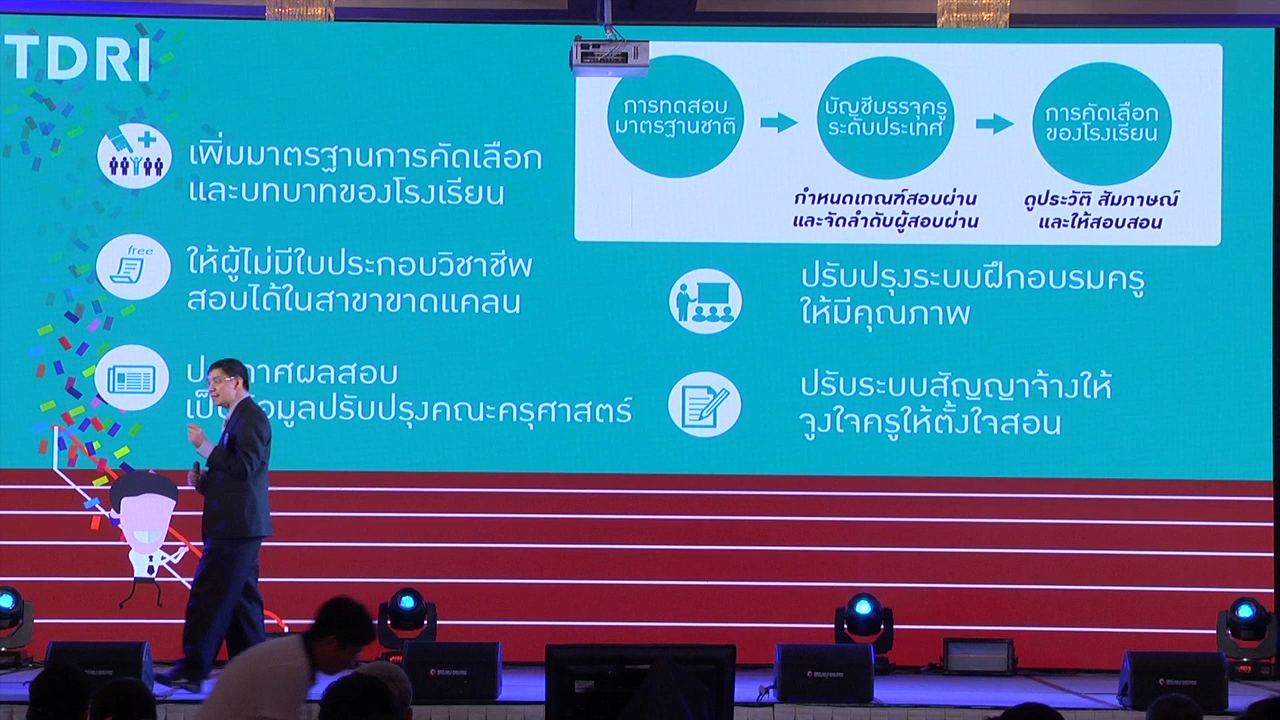 TDRI
เพิ่มมาตรฐานการคัดเลือก
และบทบาทของโรงเรียน
free
ให้ผู้ไม่มีใบประกอบวิชาชีพ
สอบได้ในสาขาขาดแคลน
ผลสอบ
ปรับปรุงคณะครุศาสตร์
การทดสอบ
มาตรฐานชาติ
บัญชีบรรจุครู
ระดับประเทศ
การคัดเลือก
ของโรงเรียน
กำหนดเกณฑ์สอบผ่าน
และจัดลำดับผู้สอบผ่าน
ดูประวัติ สัมภาษณ์
และให้สอบสอน
ปรับปรุงระบบฝึกอบรมครู
ให้มีคุณภาพ
ปรับระบบสัญญาจ้างให้
จูงใจครูให้ตั้งใจสอน